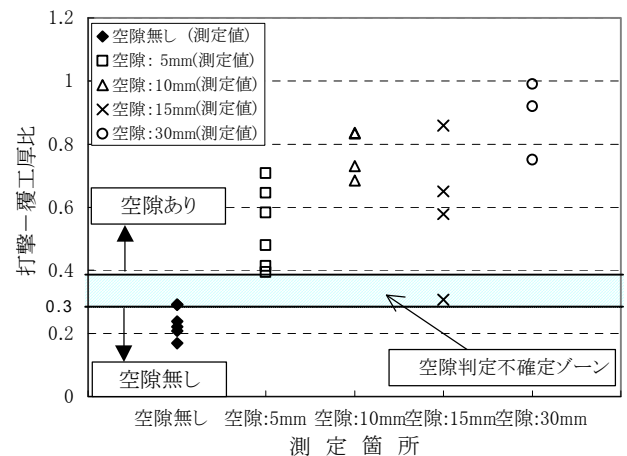 1.2
1
0.8
0.6
0.4
0.3
0.2
0
打撃－覆工厚比
空隙無し (測定値)
空隙: 5mm(測定値)
空隙:10mm(測定値)
空隙:15mm(測定値)
空隙:30mm(測定値)
空隙あり
空隙無し
空隙判定不確定ゾーン
空隙無し 空隙:5mm 空隙:10mm 空隙:15mm 空隙:30mm
測 定 箇 所